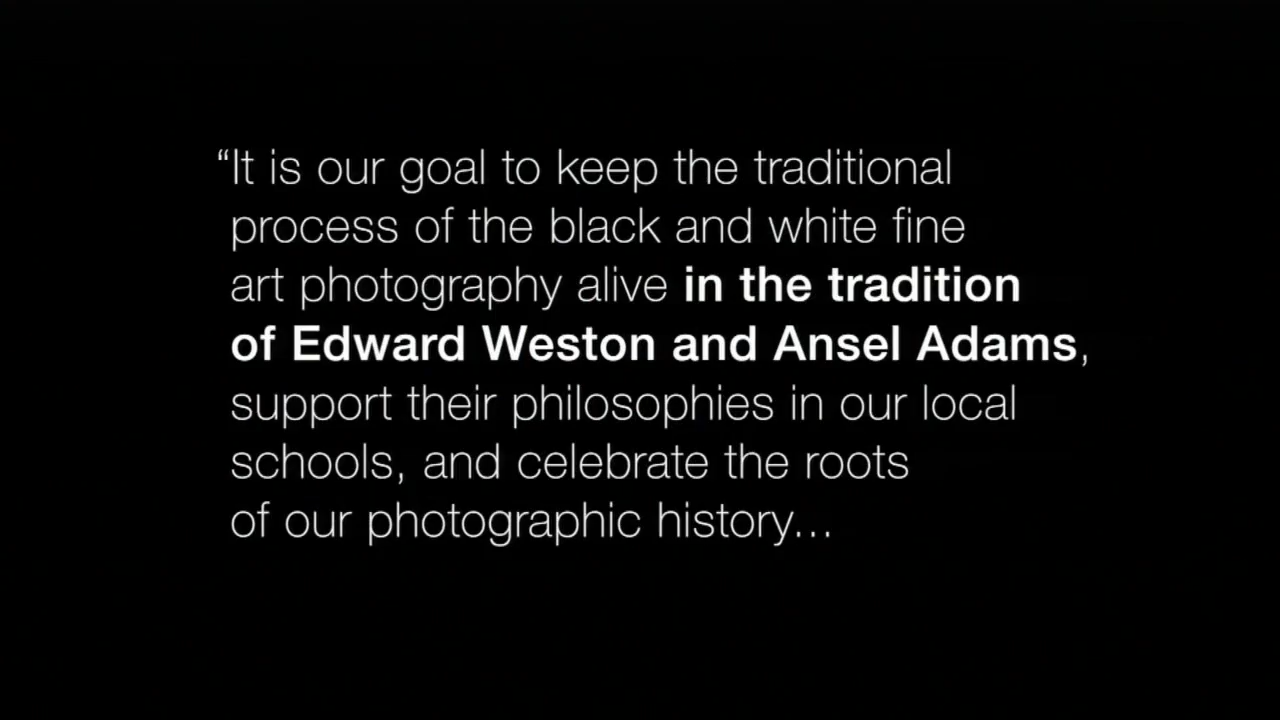 “It is our goal to keep the traditional
process of the black and white fine
art photography alive in the tradition
of Edward Weston and Ansel Adams,
support their philosophies in our local
schools, and celebrate the roots
of our photographic history...